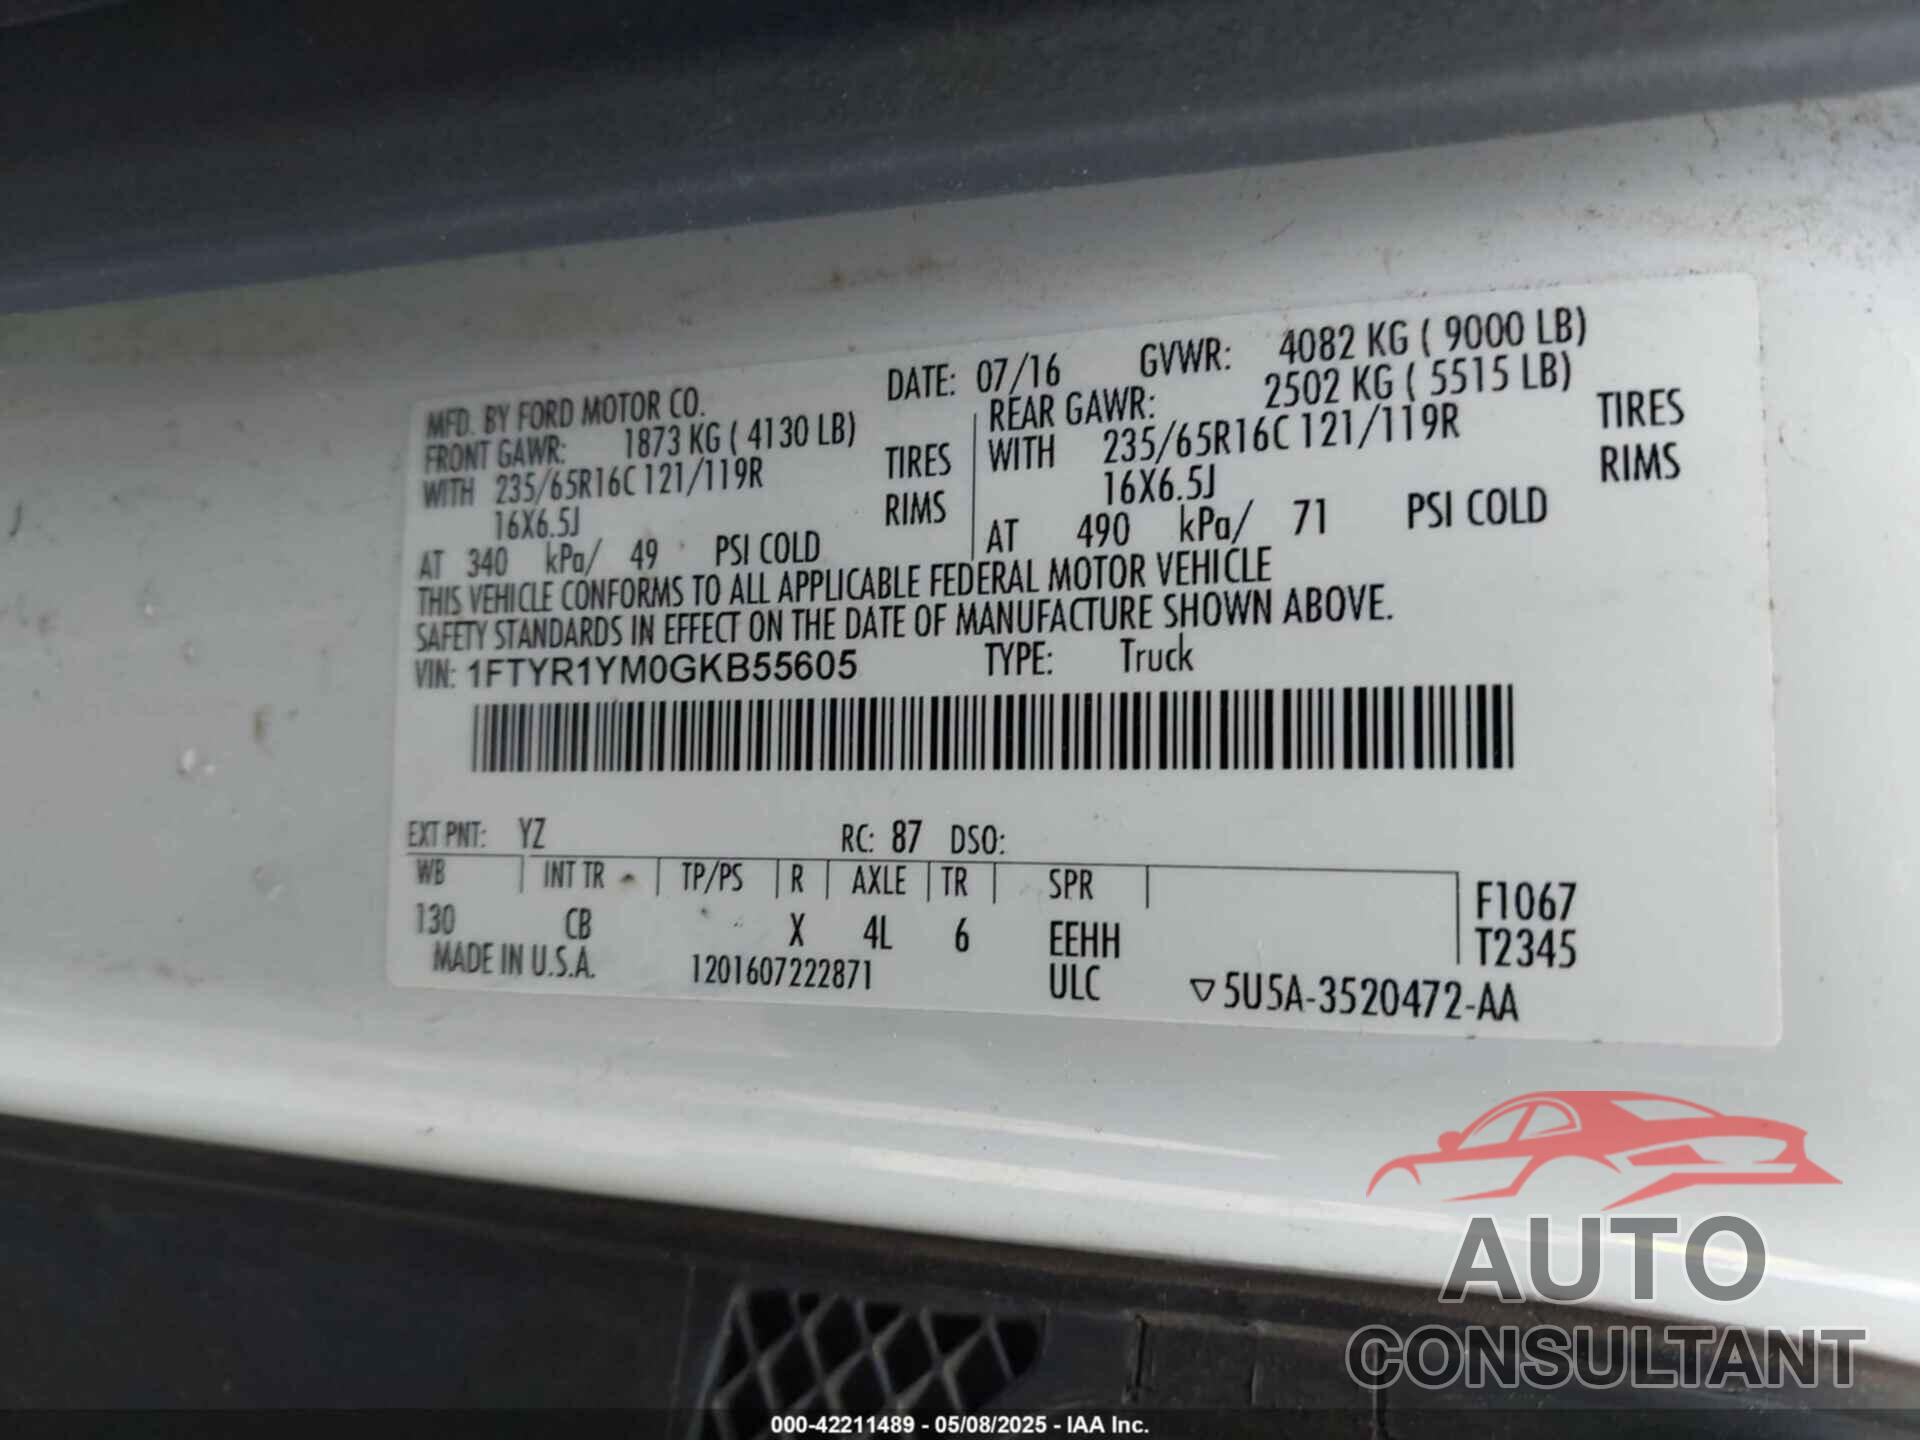 MFD. BY FORD MOTOR CO. DATE: 07/16 GVWR: 4082 KG ( 9000 LB)
FRONT GAWR: 1873 KG ( 4130 LB) REAR GAWR: 2502 KG ( 5515 LB)
WITH 235/65R16C 121/119R TIRES WITH 235/65R16C 121/119R TIRES
16X6.5J RIMS 16X6.5J RIMS
AT 340 kPa/ 49 PSI COLD AT 490 kPa/ 71 PSI COLD
THIS VEHICLE CONFORMS TO ALL APPLICABLE FEDERAL MOTOR VEHICLE
SAFETY STANDARDS IN EFFECT ON THE DATE OF MANUFACTURE SHOWN ABOVE.
VIN: 1FTYR1YM0GKB55605 TYPE: Truck
EXT PNT: YZ RC: 87 DSO:
WB INT TR TP/PS R AXLE TR SPR
130 CB X 4L 6 EEHH
F1067
T2345
MADE IN U.S.A. 1201607222871 ULC ▽5U5A-3520472-AA
AUTO
CONSULTANT
000-42211489 - 05/08/2025 - IAA Inc.